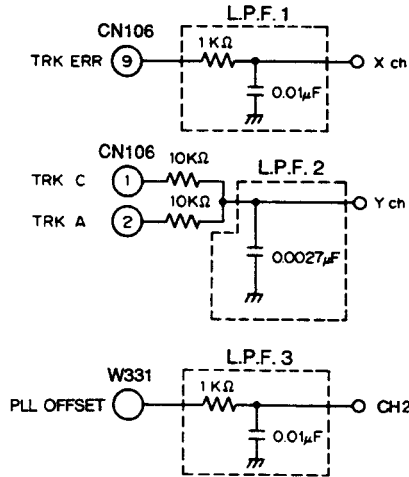 L.P.F. 1
CN106
TRK ERR 9 1KΩ X ch
0.01μF
CN106
TRK C 1 10KΩ
L.P.F. 2
TRK A 2 10KΩ
Y ch
0.0027μF
L.P.F. 3
W331
PLL OFFSET 1KΩ CH2
0.01μF